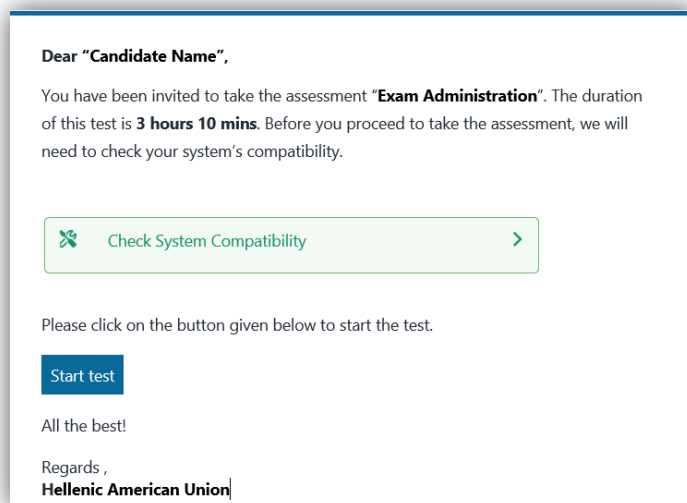 Dear “Candidate Name”,
You have been invited to take the assessment “Exam Administration”. The duration
of this test is 3 hours 10 mins. Before you proceed to take the assessment, we will
need to check your system’s compatibility.
Check System Compatibility
Please click on the button given below to start the test.
Start test
All the best!
Regards ,
Hellenic American Union